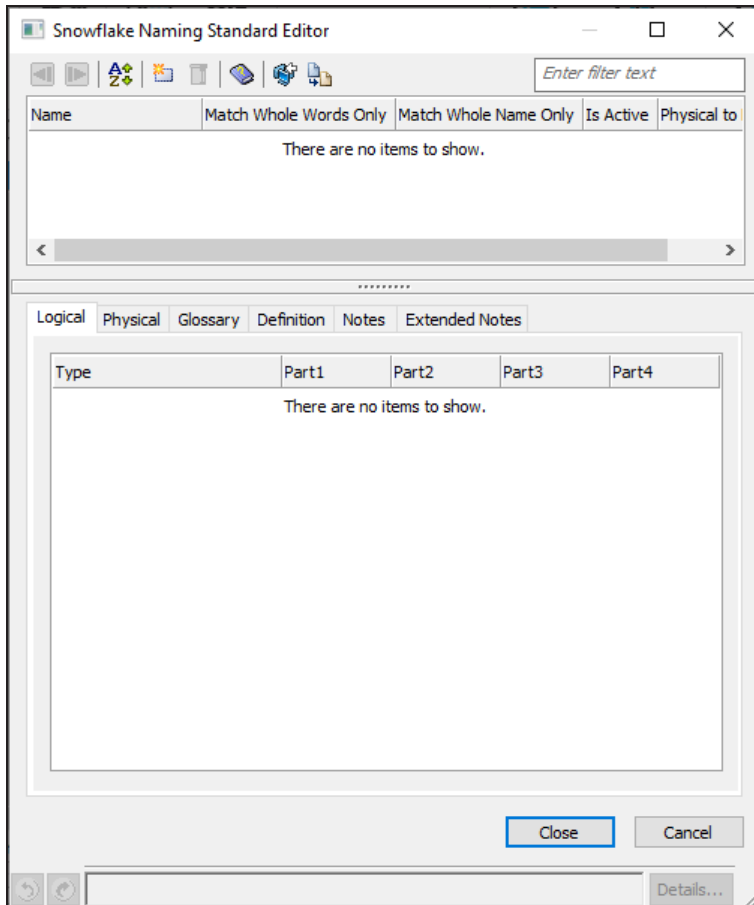 Snowflake Naming Standard Editor
Enter filter text
Name Match Whole Words Only Match Whole Name Only Is Active Physical to
There are no items to show.
Logical Physical Glossary Definition Notes Extended Notes
Type Part1 Part2 Part3 Part4
There are no items to show.
Close Cancel
Details...